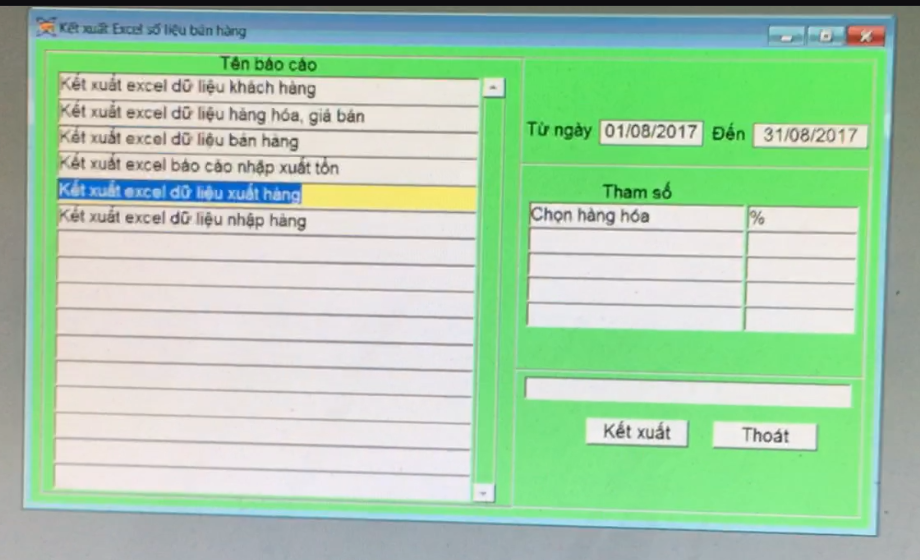 Kết xuất Excel số liệu bán hàng
Tên báo cáo
Kết xuất excel dữ liệu khách hàng
Kết xuất excel dữ liệu hàng hóa, giá bán
Kết xuất excel dữ liệu bán hàng
Kết xuất excel báo cáo nhập xuất tồn
Kết xuất excel dữ liệu xuất hàng
Kết xuất excel dữ liệu nhập hàng
Từ ngày 01/08/2017 Đến 31/08/2017
Tham số
Chọn hàng hóa %
Kết xuất Thoát